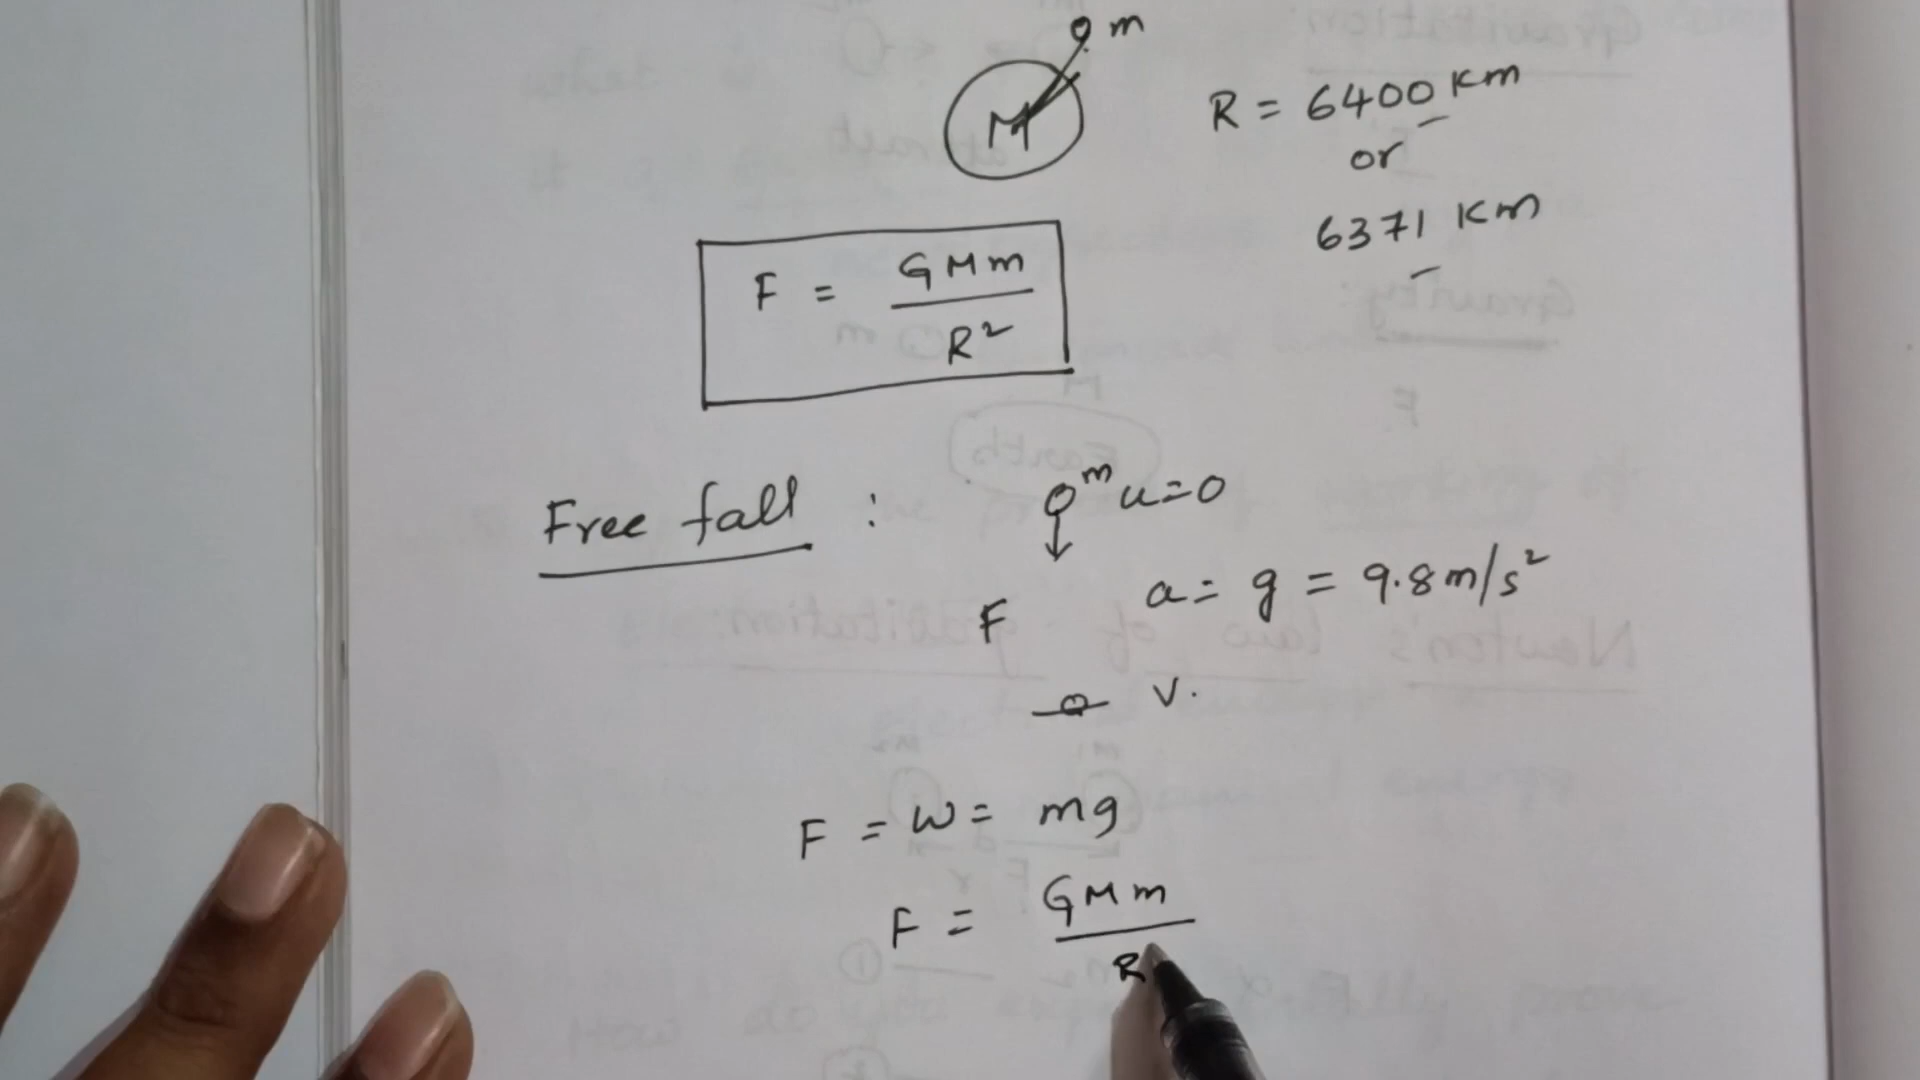 m
M
R = 6400 Km
or
6371 Km
F = GMm
R²
Free fall : m u=0
F a = g = 9.8 m/s²
v.
F = W = mg
F = GMm
R